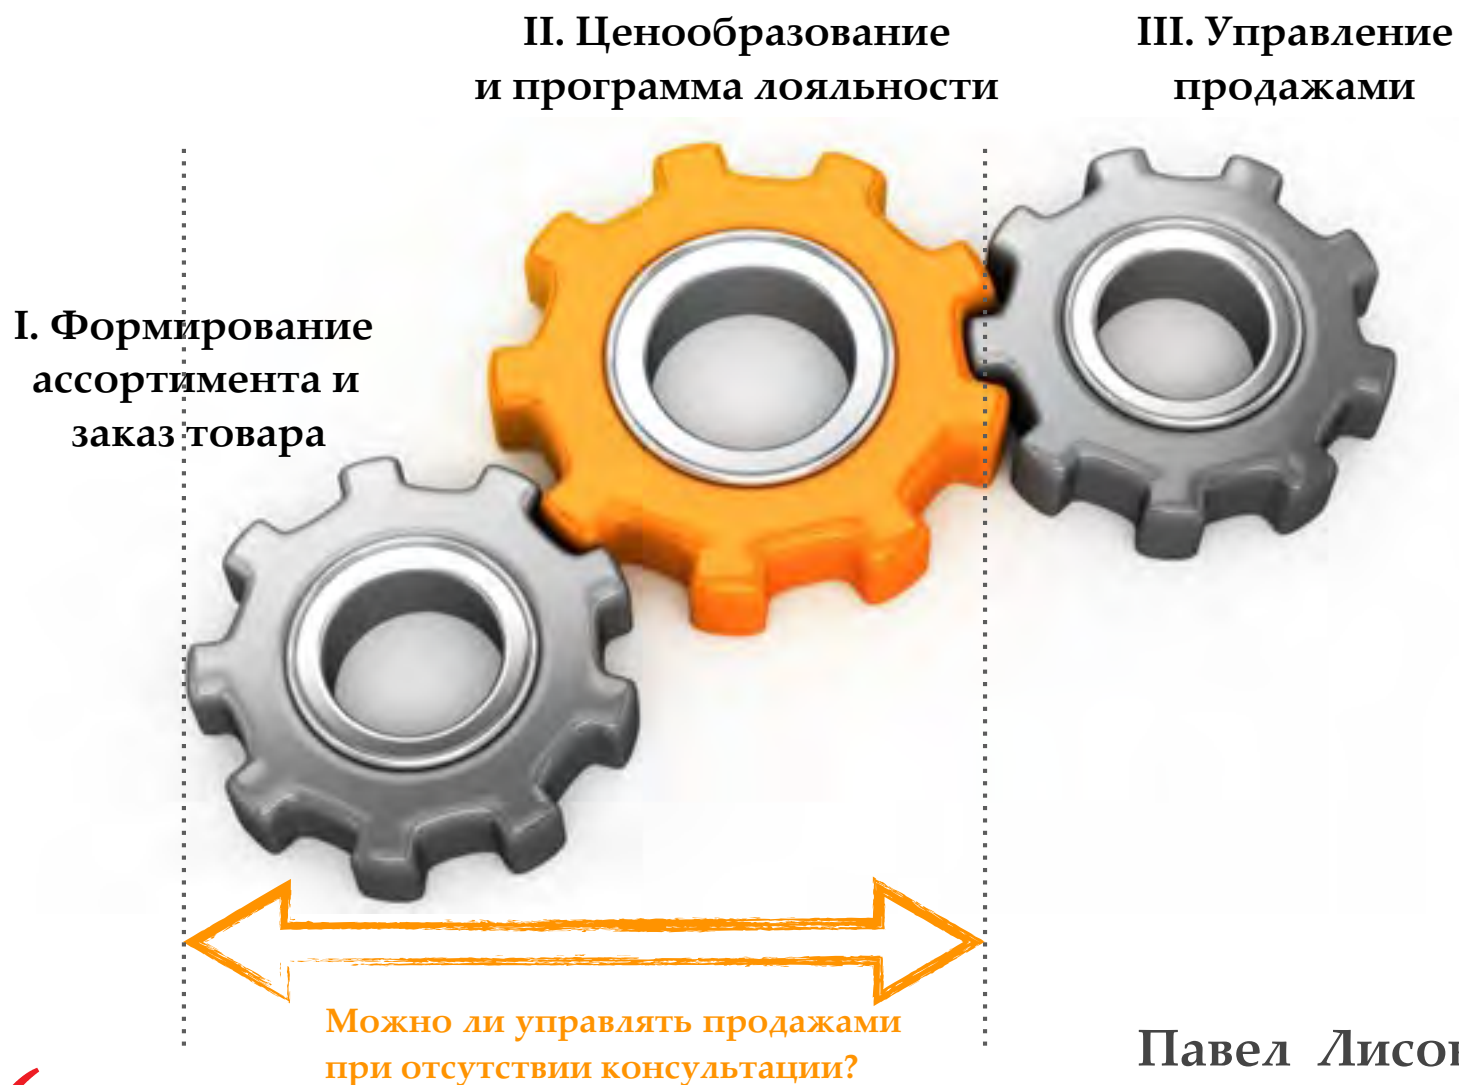 II. Ценообразование
и программа лояльности
III. Управление
продажами
I. Формирование
ассортимента и
заказ товара
Можно ли управлять продажами
при отсутствии консультации?
Павел